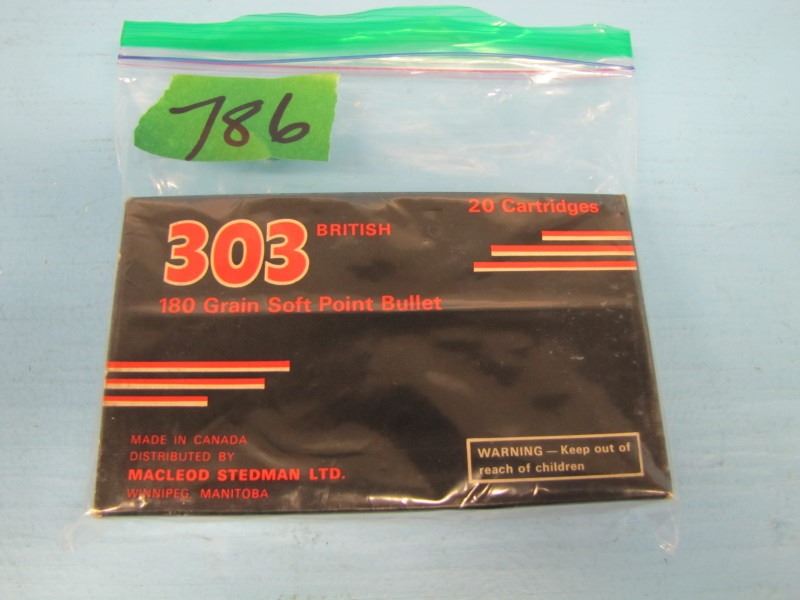 786
20 Cartridges
303 BRITISH
180 Grain Soft Point Bullet
MADE IN CANADA
DISTRIBUTED BY
MACLEOD STEDMAN LTD.
WINNIPEG, MANITOBA
WARNING — Keep out of
reach of children